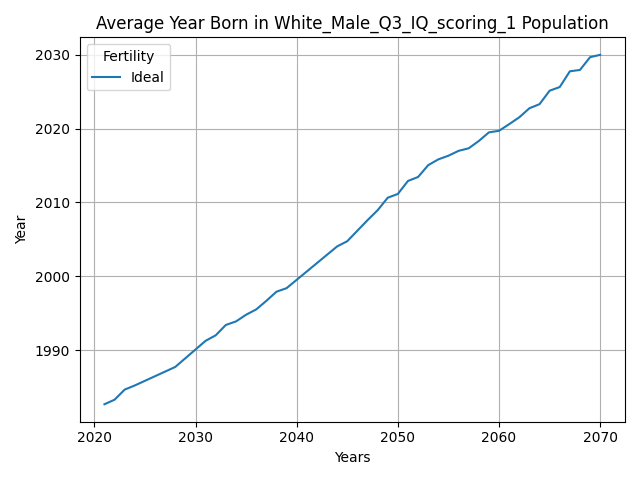 Average Year Born in White_Male_Q3_IQ_scoring_1 Population
Fertility
Ideal
Year
2030
2020
2010
2000
1990
2020 2030 2040 2050 2060 2070
Years